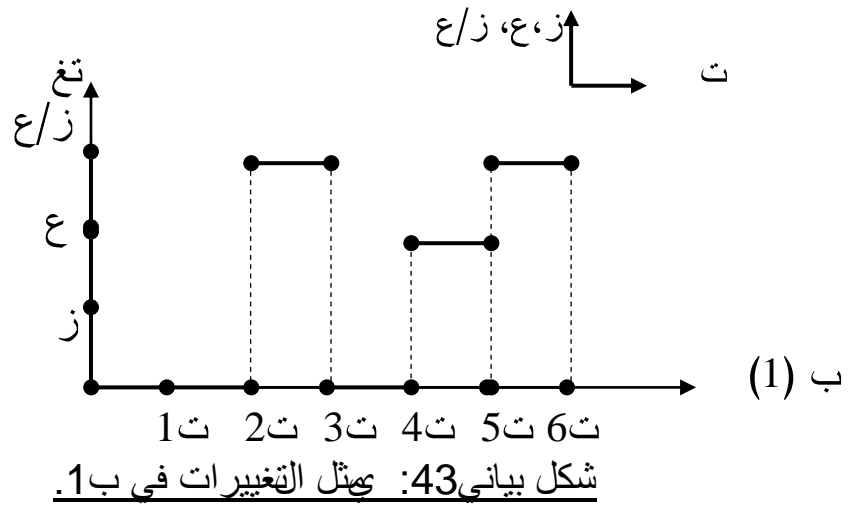 ز،ع، ز/ع
ت
تغ
ز/ع
ع
ز
ب (1)
ت1 ت2 ت3 ت4 ت5 ت6
شكل بياني43: يمثل التغييرات في ب1.